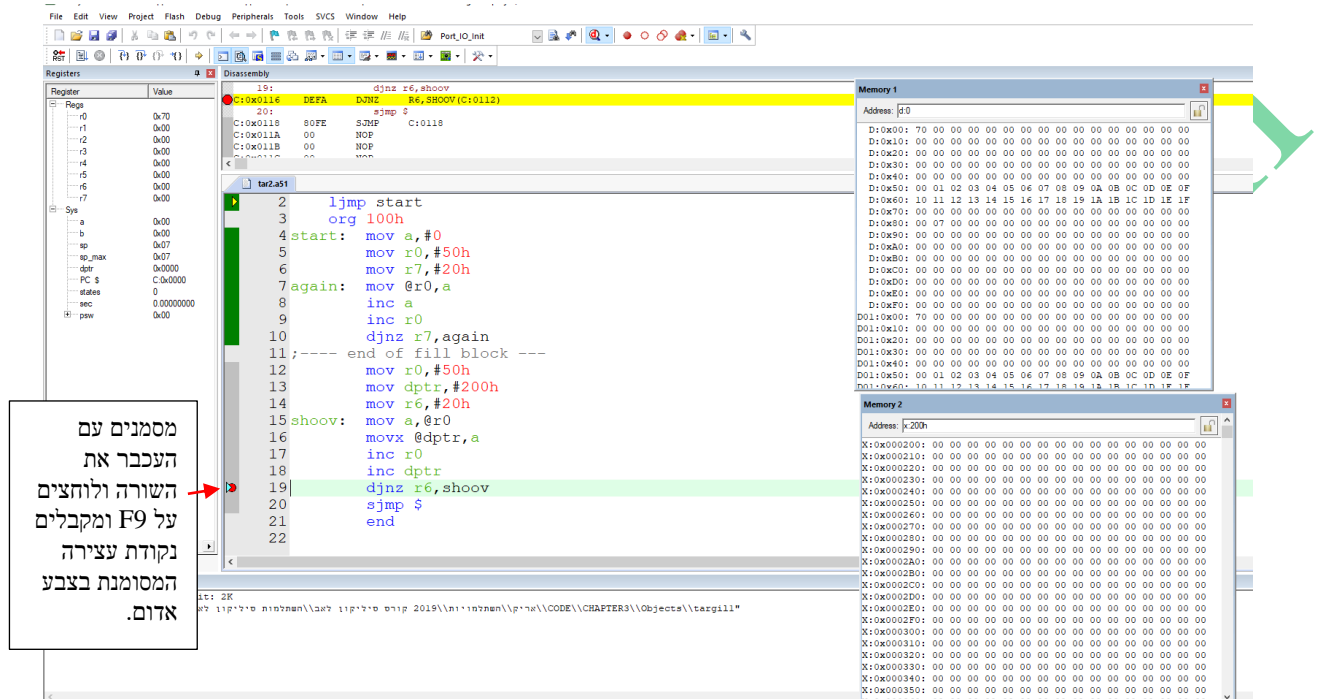 File Edit View Project Flash Debug Peripherals Tools SVCS Window Help
Port_IO_Init
RST
Registers
Register Value
Regs
r0 0x70
r1 0x00
r2 0x00
r3 0x00
r4 0x00
r5 0x00
r6 0x00
r7 0x00
Sys
a 0x00
b 0x00
sp 0x07
sp_max 0x07
dptr 0x0000
PC $ C:0x0000
states 0
sec 0.00000000
psw 0x00
Disassembly
19: djnz r6,shoov
C:0x0116 DEFA DJNZ R6,SHOOV(C:0112)
20: sjmp $
C:0x0118 80FE SJMP C:0118
C:0x011A 00 NOP
C:0x011B 00 NOP
C:0x011C 00 NOP
tar2.a51
2 ljmp start
3 org 100h
4 start: mov a,#0
5 mov r0,#50h
6 mov r7,#20h
7 again: mov @r0,a
8 inc a
9 inc r0
10 djnz r7,again
11 ;---- end of fill block ---
12 mov r0,#50h
13 mov dptr,#200h
14 mov r6,#20h
15 shoov: mov a,@r0
16 movx @dptr,a
17 inc r0
18 inc dptr
19 djnz r6,shoov
20 sjmp $
21 end
22
מסמנים עם
העכבר את
השורה ולוחצים
על F9 ומקבלים
נקודת עצירה
המסומנת בצבע
אדום.
it: 2K
אריק\\השתלמויות\\2019 קורס סיליקון לאב\\השתלמות סיליקון לא\\CODE\\CHAPTER3\\Objects\\targil1"
Memory 1
Address: d:0
D:0x00: 70 00 00 00 00 00 00 00 00 00 00 00 00 00 00 00
D:0x10: 00 00 00 00 00 00 00 00 00 00 00 00 00 00 00 00
D:0x20: 00 00 00 00 00 00 00 00 00 00 00 00 00 00 00 00
D:0x30: 00 00 00 00 00 00 00 00 00 00 00 00 00 00 00 00
D:0x40: 00 00 00 00 00 00 00 00 00 00 00 00 00 00 00 00
D:0x50: 00 01 02 03 04 05 06 07 08 09 0A 0B 0C 0D 0E 0F
D:0x60: 10 11 12 13 14 15 16 17 18 19 1A 1B 1C 1D 1E 1F
D:0x70: 00 00 00 00 00 00 00 00 00 00 00 00 00 00 00 00
D:0x80: 00 07 00 00 00 00 00 00 00 00 00 00 00 00 00 00
D:0x90: 00 00 00 00 00 00 00 00 00 00 00 00 00 00 00 00
D:0xA0: 00 00 00 00 00 00 00 00 00 00 00 00 00 00 00 00
D:0xB0: 00 00 00 00 00 00 00 00 00 00 00 00 00 00 00 00
D:0xC0: 00 00 00 00 00 00 00 00 00 00 00 00 00 00 00 00
D:0xD0: 00 00 00 00 00 00 00 00 00 00 00 00 00 00 00 00
D:0xE0: 00 00 00 00 00 00 00 00 00 00 00 00 00 00 00 00
D:0xF0: 00 00 00 00 00 00 00 00 00 00 00 00 00 00 00 00
D01:0x00: 70 00 00 00 00 00 00 00 00 00 00 00 00 00 00 00
D01:0x10: 00 00 00 00 00 00 00 00 00 00 00 00 00 00 00 00
D01:0x20: 00 00 00 00 00 00 00 00 00 00 00 00 00 00 00 00
D01:0x30: 00 00 00 00 00 00 00 00 00 00 00 00 00 00 00 00
D01:0x40: 00 00 00 00 00 00 00 00 00 00 00 00 00 00 00 00
D01:0x50: 00 01 02 03 04 05 06 07 08 09 0A 0B 0C 0D 0E 0F
D01:0x60: 10 11 12 13 14 15 16 17 18 19 1A 1B 1C 1D 1E 1F
Memory 2
Address: x:200h
X:0x000200: 00 00 00 00 00 00 00 00 00 00 00 00 00 00 00 00
X:0x000210: 00 00 00 00 00 00 00 00 00 00 00 00 00 00 00 00
X:0x000220: 00 00 00 00 00 00 00 00 00 00 00 00 00 00 00 00
X:0x000230: 00 00 00 00 00 00 00 00 00 00 00 00 00 00 00 00
X:0x000240: 00 00 00 00 00 00 00 00 00 00 00 00 00 00 00 00
X:0x000250: 00 00 00 00 00 00 00 00 00 00 00 00 00 00 00 00
X:0x000260: 00 00 00 00 00 00 00 00 00 00 00 00 00 00 00 00
X:0x000270: 00 00 00 00 00 00 00 00 00 00 00 00 00 00 00 00
X:0x000280: 00 00 00 00 00 00 00 00 00 00 00 00 00 00 00 00
X:0x000290: 00 00 00 00 00 00 00 00 00 00 00 00 00 00 00 00
X:0x0002A0: 00 00 00 00 00 00 00 00 00 00 00 00 00 00 00 00
X:0x0002B0: 00 00 00 00 00 00 00 00 00 00 00 00 00 00 00 00
X:0x0002C0: 00 00 00 00 00 00 00 00 00 00 00 00 00 00 00 00
X:0x0002D0: 00 00 00 00 00 00 00 00 00 00 00 00 00 00 00 00
X:0x0002E0: 00 00 00 00 00 00 00 00 00 00 00 00 00 00 00 00
X:0x0002F0: 00 00 00 00 00 00 00 00 00 00 00 00 00 00 00 00
X:0x000300: 00 00 00 00 00 00 00 00 00 00 00 00 00 00 00 00
X:0x000310: 00 00 00 00 00 00 00 00 00 00 00 00 00 00 00 00
X:0x000320: 00 00 00 00 00 00 00 00 00 00 00 00 00 00 00 00
X:0x000330: 00 00 00 00 00 00 00 00 00 00 00 00 00 00 00 00
X:0x000340: 00 00 00 00 00 00 00 00 00 00 00 00 00 00 00 00
X:0x000350: 00 00 00 00 00 00 00 00 00 00 00 00 00 00 00 00